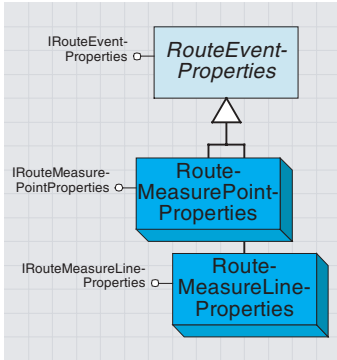 IRouteEvent-
Properties
RouteEvent-
Properties
IRouteMeasure-
PointProperties
Route-
MeasurePoint-
Properties
IRouteMeasureLine-
Properties
Route-
MeasureLine-
Properties